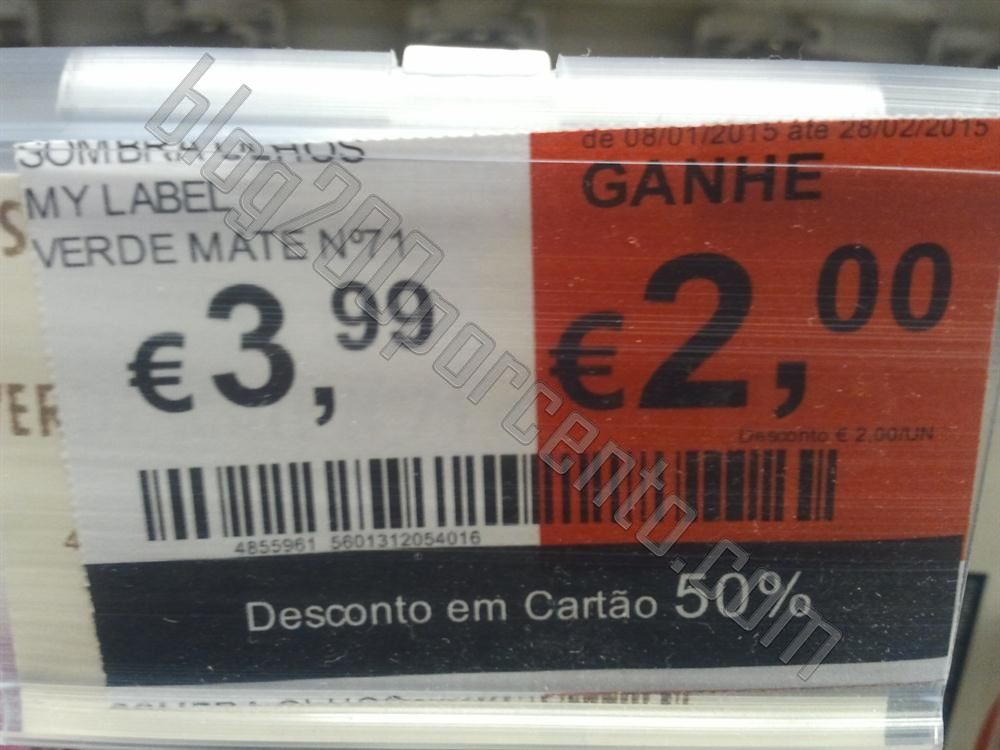 SOMBRA OLHOS
MY LABEL
VERDE MATE Nº71
€3,99
de 08/01/2015 até 28/02/2015
GANHE
€2,00
Desconto € 2,00/UN
4855961 5601312054016
Desconto em Cartão 50%
blog200porcento.com